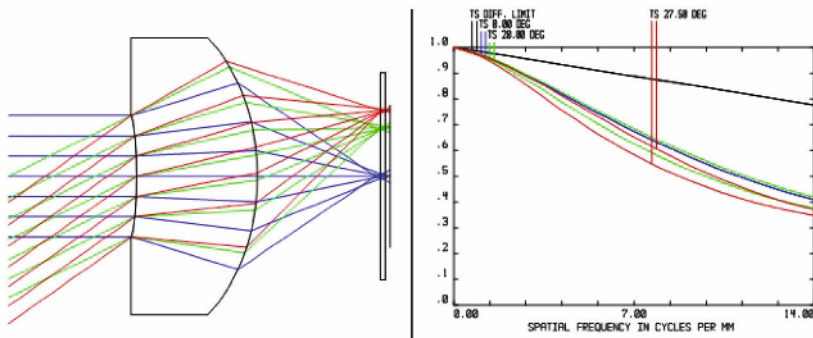 TS DIFF. LIMIT
TS 0.00 DEG
TS 20.00 DEG
TS 27.50 DEG
1.0
.9
.8
.7
.6
.5
.4
.3
.2
.1
.0
0.00 7.00 14.00
SPATIAL FREQUENCY IN CYCLES PER MM